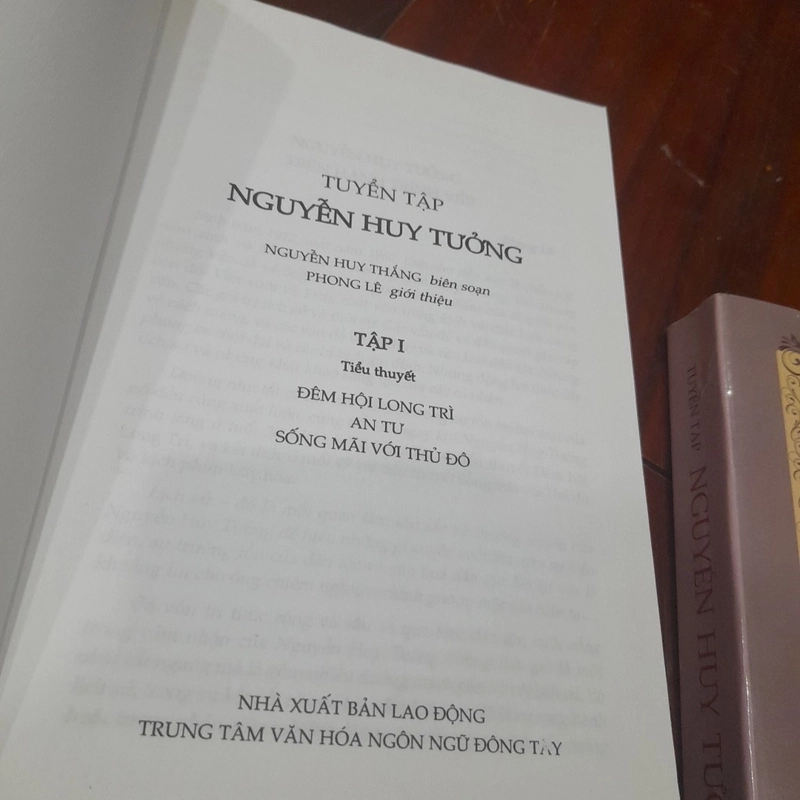 TUYỂN TẬP
NGUYỄN HUY TƯỞNG
NGUYỄN HUY THẮNG biên soạn
PHONG LÊ giới thiệu
TẬP I
Tiểu thuyết
ĐÊM HỘI LONG TRÌ
AN TƯ
SỐNG MÃI VỚI THỦ ĐÔ
NHÀ XUẤT BẢN LAO ĐỘNG
TRUNG TÂM VĂN HÓA NGÔN NGỮ ĐÔNG TÂY
TUYỂN TẬP NGUYỄN HUY